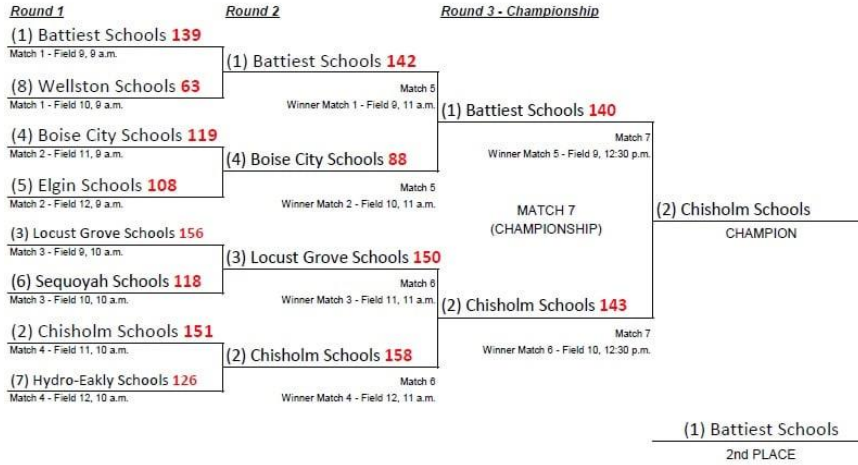 Round 1
Round 2
Round 3 - Championship
(1) Battiest Schools 139
Match 1 - Field 9, 9 a.m.
(8) Wellston Schools 63
Match 1 - Field 10, 9 a.m.
(4) Boise City Schools 119
Match 2 - Field 11, 9 a.m.
(5) Elgin Schools 108
Match 2 - Field 12, 9 a.m.
(3) Locust Grove Schools 156
Match 3 - Field 9, 10 a.m.
(6) Sequoyah Schools 118
Match 3 - Field 10, 10 a.m.
(2) Chisholm Schools 151
Match 4 - Field 11, 10 a.m.
(7) Hydro-Eakly Schools 126
Match 4 - Field 12, 10 a.m.
(1) Battiest Schools 142
Match 5
Winner Match 1 - Field 9, 11 a.m.
(4) Boise City Schools 88
Match 5
Winner Match 2 - Field 10, 11 a.m.
(3) Locust Grove Schools 150
Match 6
Winner Match 3 - Field 11, 11 a.m.
(2) Chisholm Schools 158
Match 6
Winner Match 4 - Field 12, 11 a.m.
(1) Battiest Schools 140
Match 7
Winner Match 5 - Field 9, 12:30 p.m.
MATCH 7
(CHAMPIONSHIP)
(2) Chisholm Schools 143
Match 7
Winner Match 6 - Field 10, 12:30 p.m.
(2) Chisholm Schools
CHAMPION
(1) Battiest Schools
2nd PLACE